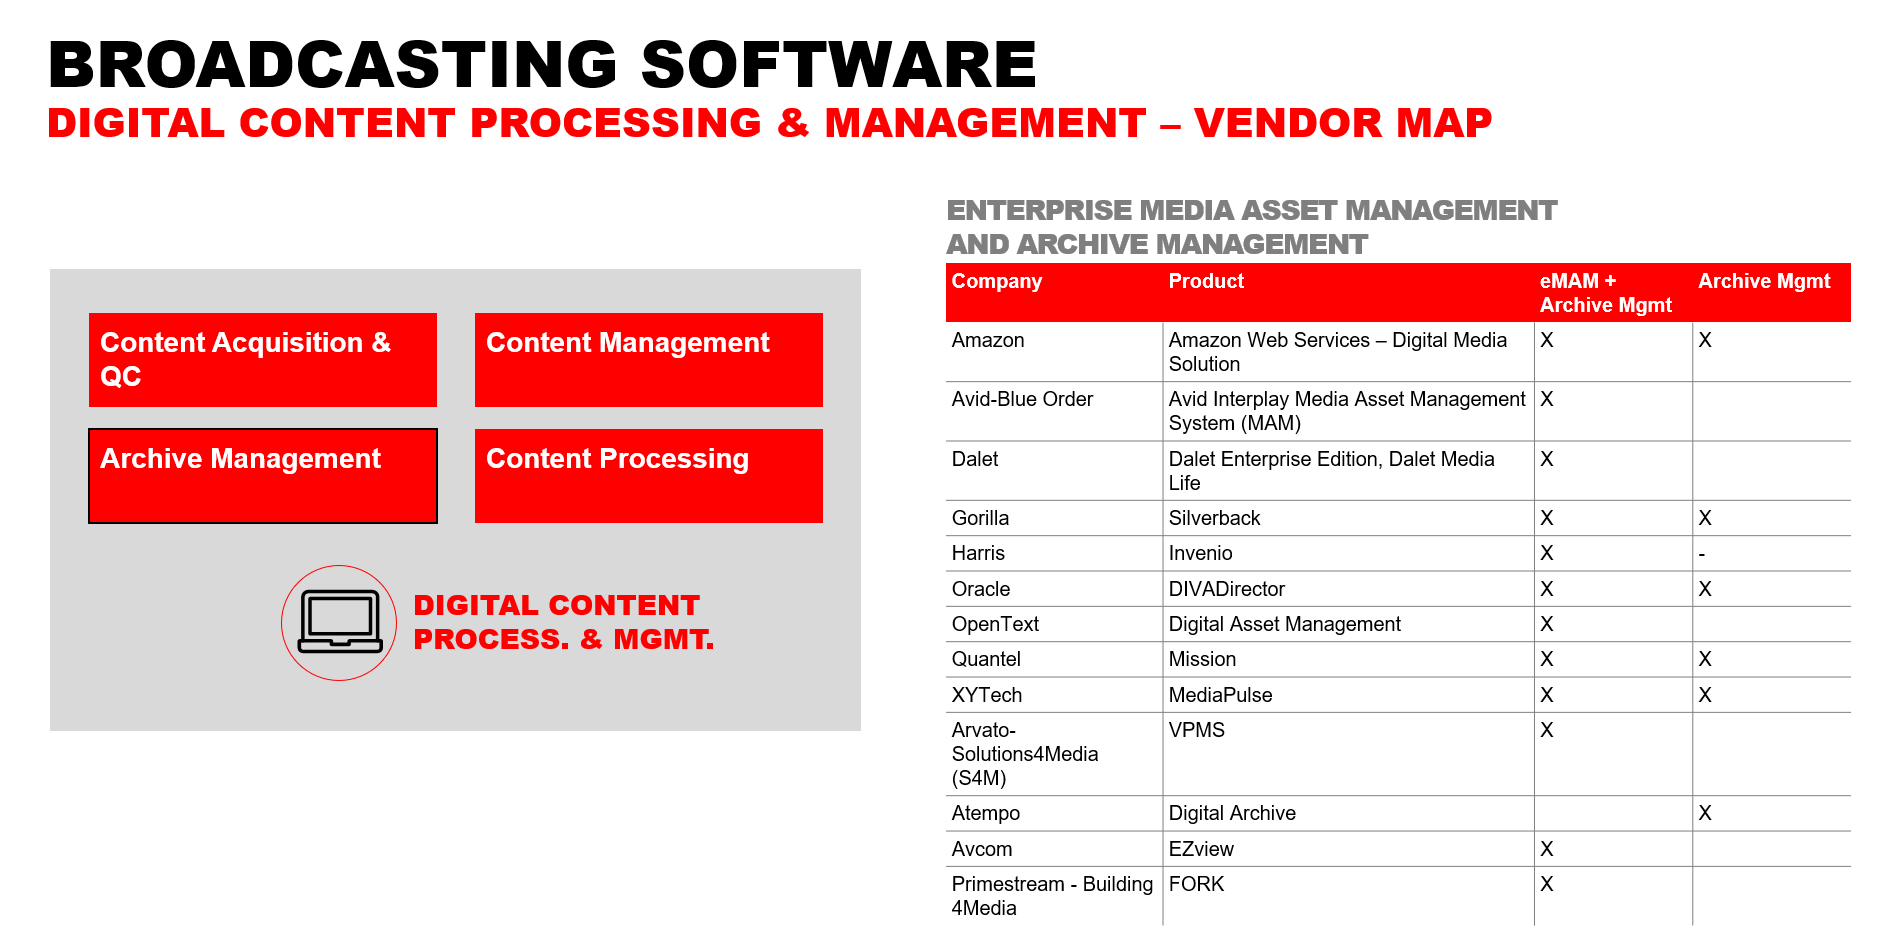 BROADCASTING SOFTWARE
DIGITAL CONTENT PROCESSING & MANAGEMENT – VENDOR MAP
Content Acquisition &
QC
Content Management
Archive Management
Content Processing
DIGITAL CONTENT
PROCESS. & MGMT.
ENTERPRISE MEDIA ASSET MANAGEMENT
AND ARCHIVE MANAGEMENT
Company Product eMAM + Archive Mgmt
Archive Mgmt
Amazon Amazon Web Services – Digital Media X X
Solution
Avid-Blue Order Avid Interplay Media Asset Management X
System (MAM)
Dalet Dalet Enterprise Edition, Dalet Media X
Life
Gorilla Silverback X X
Harris Invenio X -
Oracle DIVADirector X X
OpenText Digital Asset Management X
Quantel Mission X X
XYTech MediaPulse X X
Arvato- VPMS X
Solutions4Media
(S4M)
Atempo Digital Archive X
Avcom EZview X
Primestream - Building FORK X
4Media